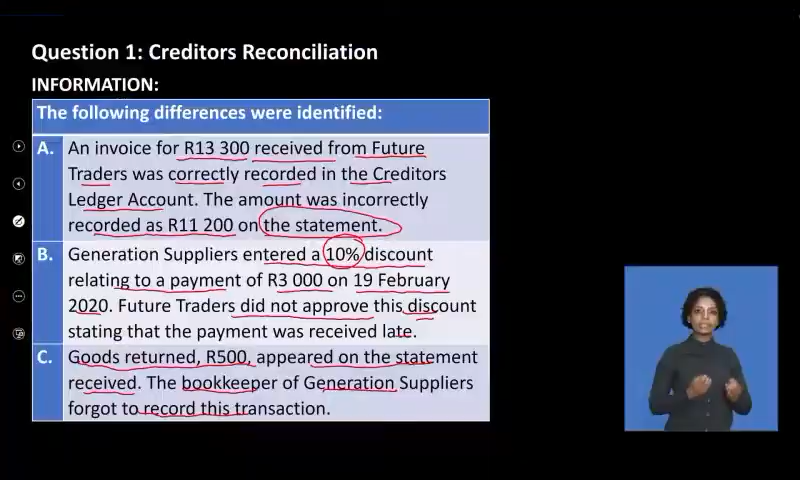 Question 1: Creditors Reconciliation
INFORMATION:
The following differences were identified:
A. An invoice for R13 300 received from Future
Traders was correctly recorded in the Creditors
Ledger Account. The amount was incorrectly
recorded as R11 200 on the statement.
B. Generation Suppliers entered a 10% discount
relating to a payment of R3 000 on 19 February
2020. Future Traders did not approve this discount
stating that the payment was received late.
C. Goods returned, R500, appeared on the statement
received. The bookkeeper of Generation Suppliers
forgot to record this transaction.